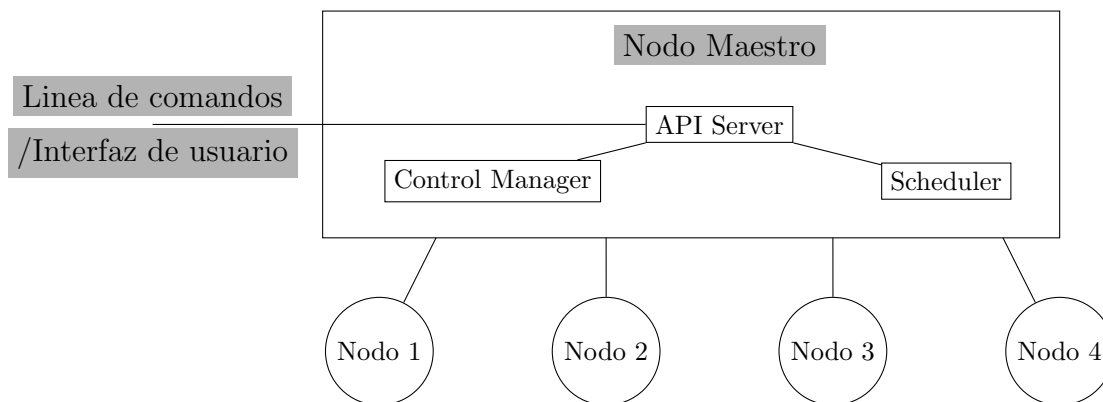 Nodo Maestro
Linea de comandos
/Interfaz de usuario
API Server
Control Manager
Scheduler
Nodo 1
Nodo 2
Nodo 3
Nodo 4